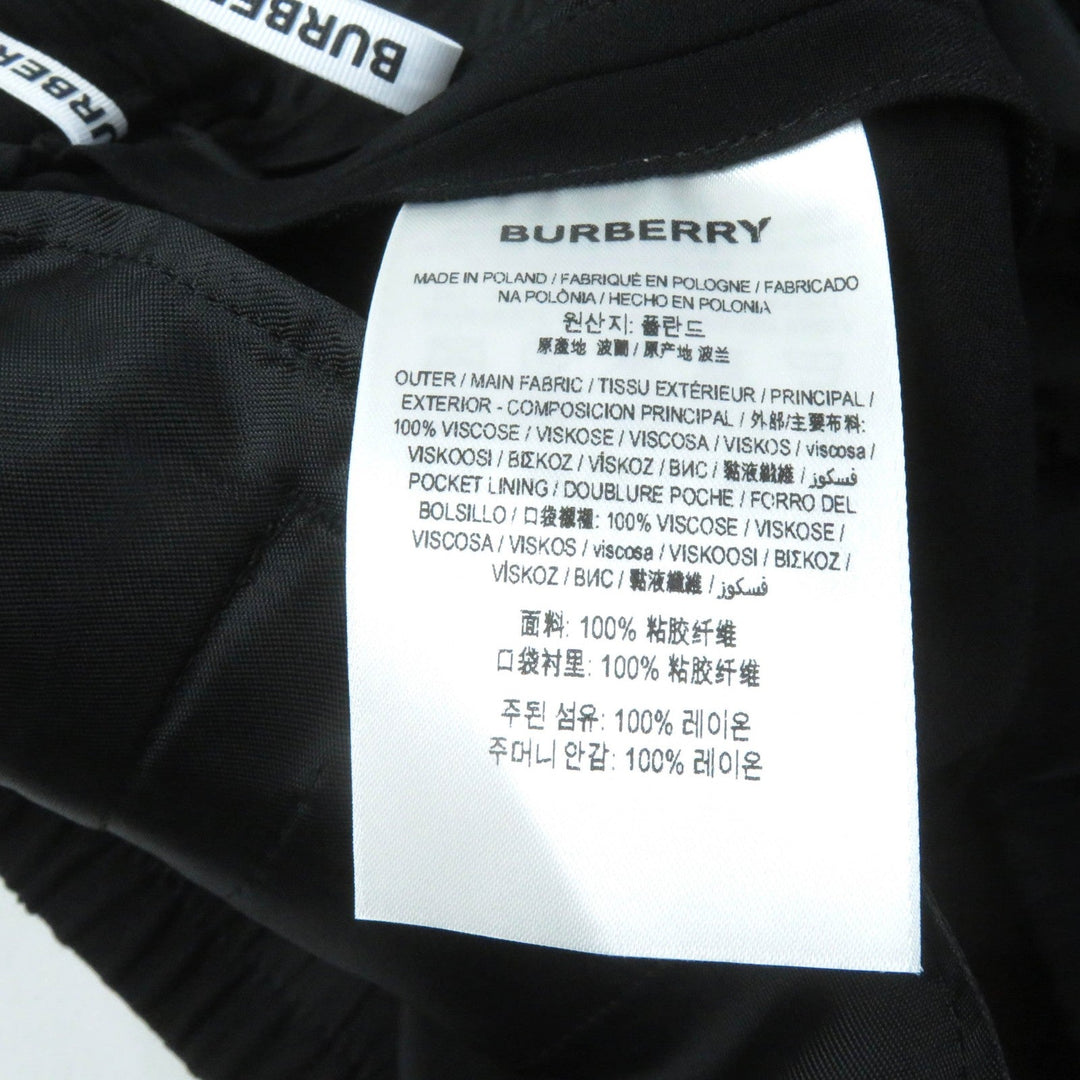 BURBER
URBER
BURBERRY
MADE IN POLAND / FABRIQUÉ EN POLOGNE / FABRICADO
NA POLÔNIA / HECHO EN POLONIA
원산지: 폴란드
原產地 波蘭 / 原产地 波兰
OUTER / MAIN FABRIC / TISSU EXTÉRIEUR / PRINCIPAL /
EXTERIOR - COMPOSICION PRINCIPAL / 外部/主要布料:
100% VISCOSE / VISKOSE / VISCOSA / VISKOS / viscosa /
VISKOOSI / ΒΙΣΚΟΖ / VİSKOZ / ВИС / 黏液纖維 / فسكوز
POCKET LINING / DOUBLURE POCHE / FORRO DEL
BOLSILLO / 口袋襯裡: 100% VISCOSE / VISKOSE /
VISCOSA / VISKOS / viscosa / VISKOOSI / ΒΙΣΚΟΖ /
VİSKOZ / ВИС / 黏液纖維 / فسكوز
面料: 100% 粘胶纤维
口袋衬里: 100% 粘胶纤维
주된 섬유: 100% 레이온
주머니 안감: 100% 레이온